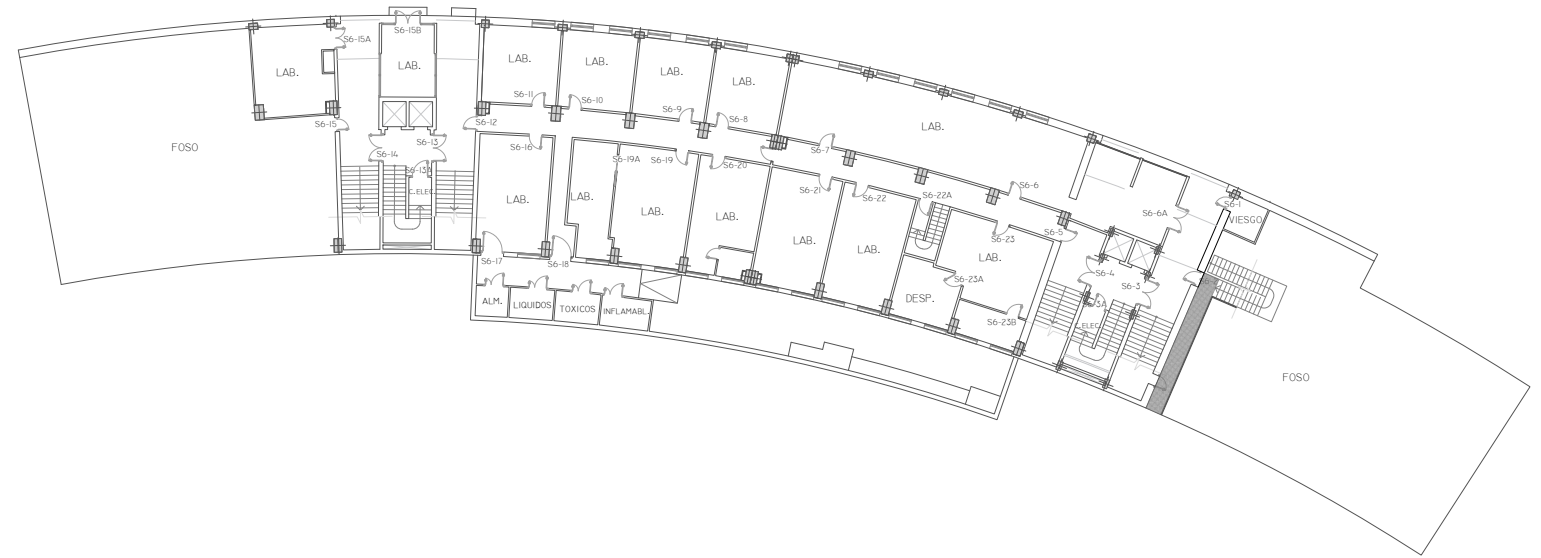 S6-15A
S6-15B
LAB.
LAB.
LAB.
LAB.
LAB.
LAB.
S6-11
S6-10
S6-9
S6-8
S6-15
S6-12
LAB.
FOSO
S6-14
S6-13
S6-13A
C.ELEC.
S6-16
S6-19A
S6-19
S6-20
S6-7
S6-21
S6-22
S6-22A
S6-6
S6-6A
S6-1
VIESGO
LAB.
LAB.
LAB.
LAB.
LAB.
LAB.
S6-23
S6-5
LAB.
S6-17
S6-18
S6-23A
S6-4
S6-3
DESP.
S6-3A
ALM.
LIQUIDOS
TOXICOS
INFLAMABL.
S6-23B
C.ELEC.
FOSO